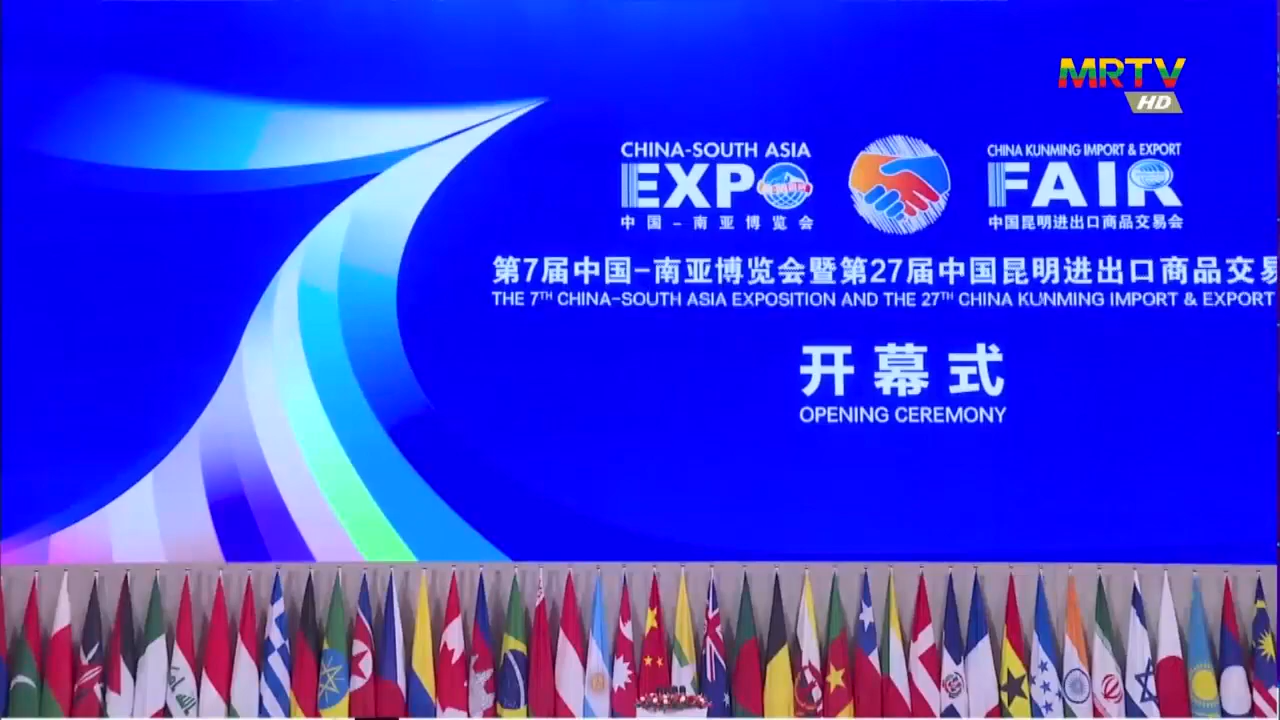 MRTV
HD
CHINA-SOUTH ASIA
EXPO
中国-南亚博览会
CHINA KUNMING IMPORT & EXPORT
FAIR
中国昆明进出口商品交易会
第7届中国-南亚博览会暨第27届中国昆明进出口商品交易
THE 7TH CHINA-SOUTH ASIA EXPOSITION AND THE 27TH CHINA KUNMING IMPORT & EXPORT
开幕式
OPENING CEREMONY